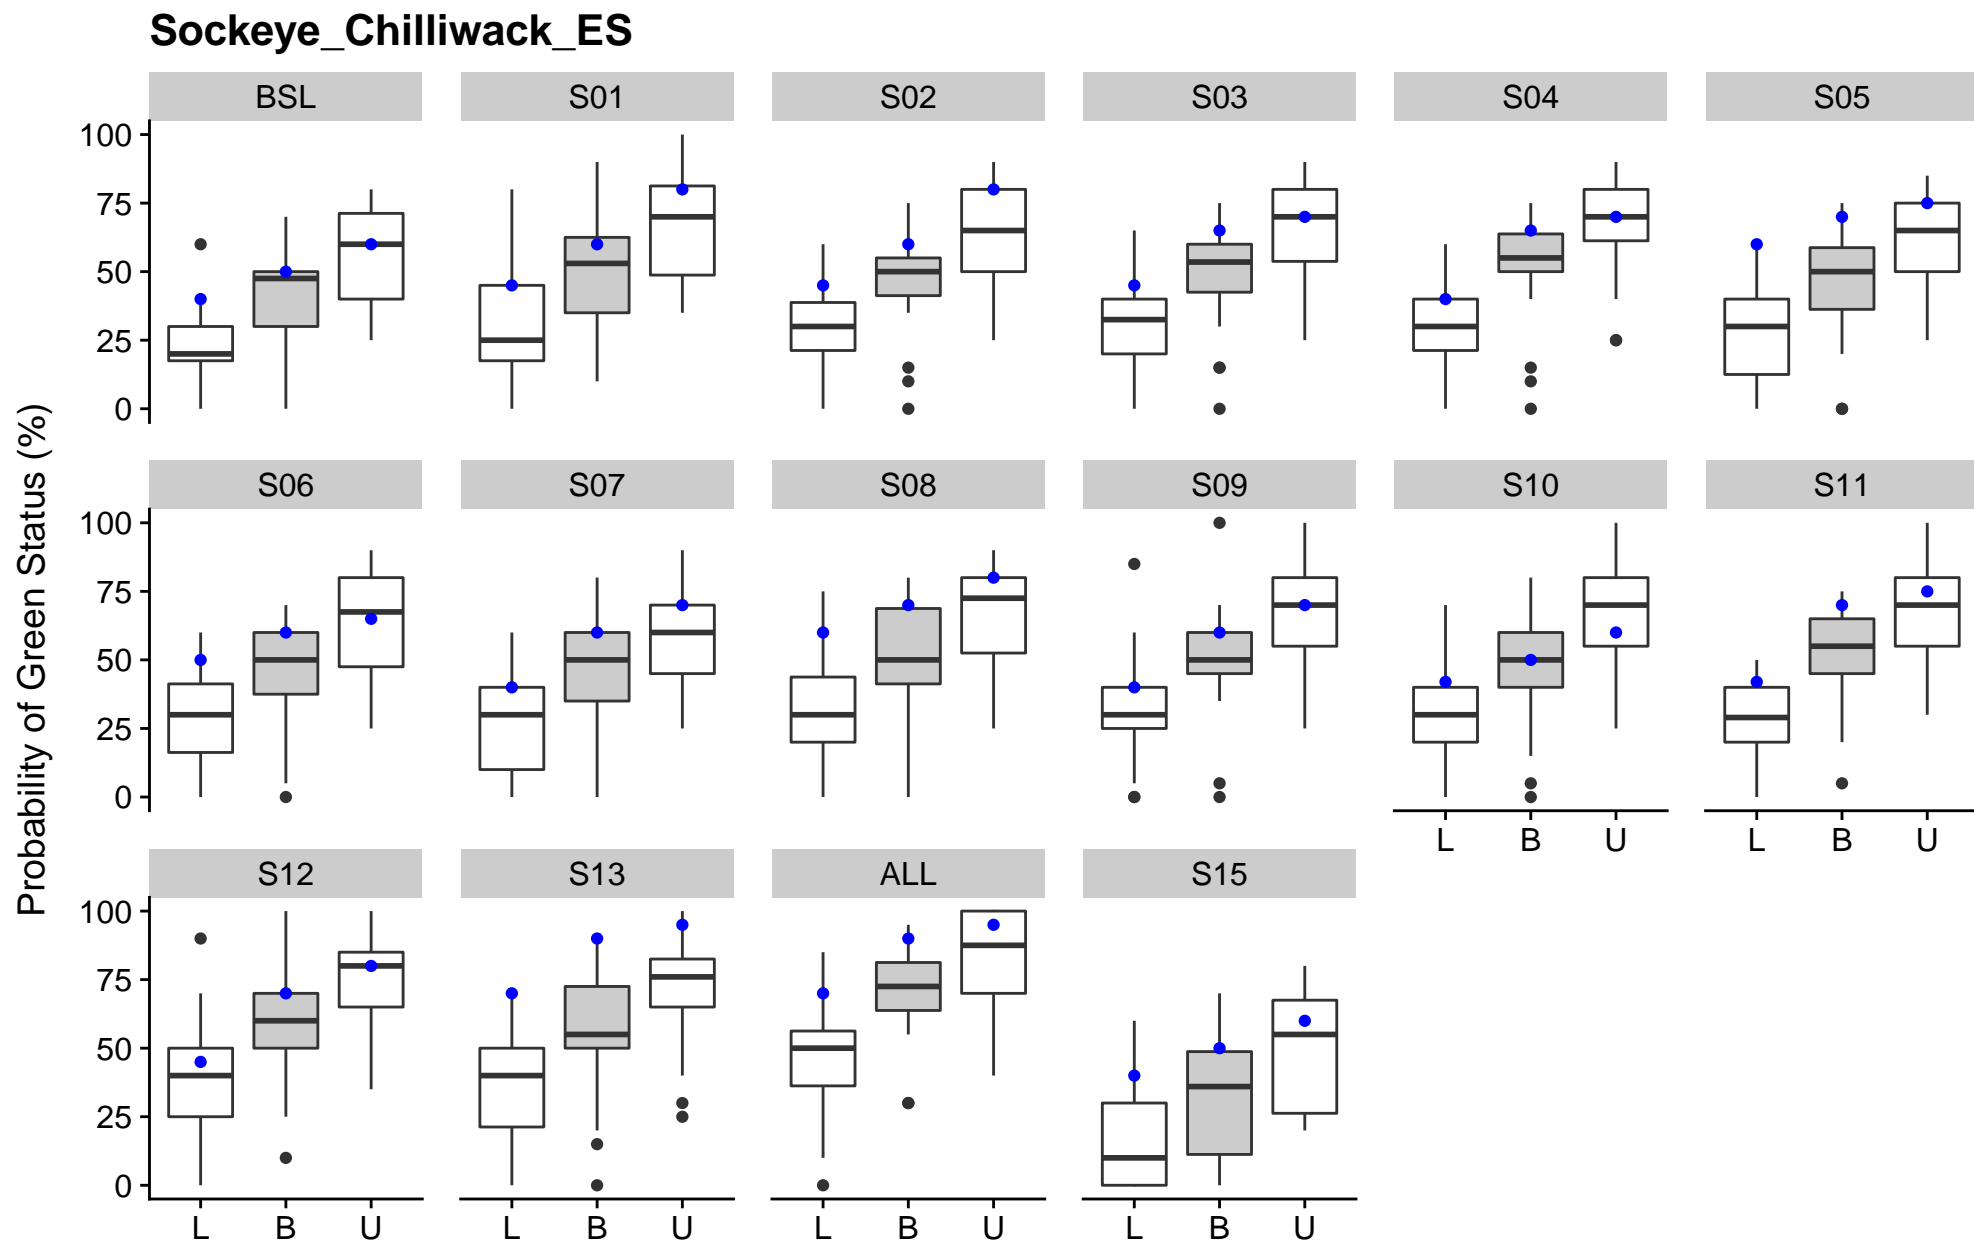 Sockeye_Chilliwack_ES
BSL S01 S02 S03 S04 S05
100
75
50
25
0
Probability of Green Status (%)
S06 S07 S08 S09 S10 S11
100
75
50
25
0
L B U L B U
S12 S13 ALL S15
100
75
50
25
0
L B U L B U L B U L B U